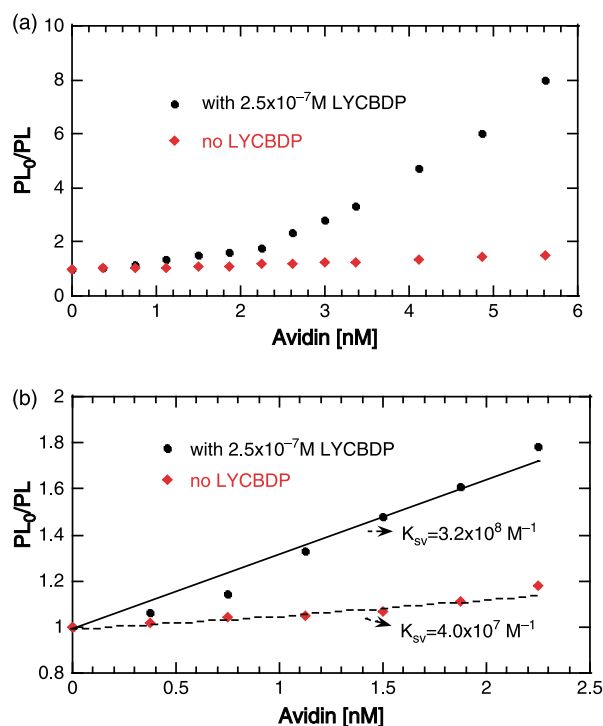 (a)
10
8
6
4
2
0
PL₀/PL
with 2.5x10⁻⁷M LYCBDP
no LYCBDP
0 1 2 3 4 5 6
Avidin [nM]
(b)
2
1.8
1.6
1.4
1.2
1
0.8
PL₀/PL
with 2.5x10⁻⁷M LYCBDP
no LYCBDP
Kₛᵥ=3.2x10⁸ M⁻¹
Kₛᵥ=4.0x10⁷ M⁻¹
0 0.5 1 1.5 2 2.5
Avidin [nM]